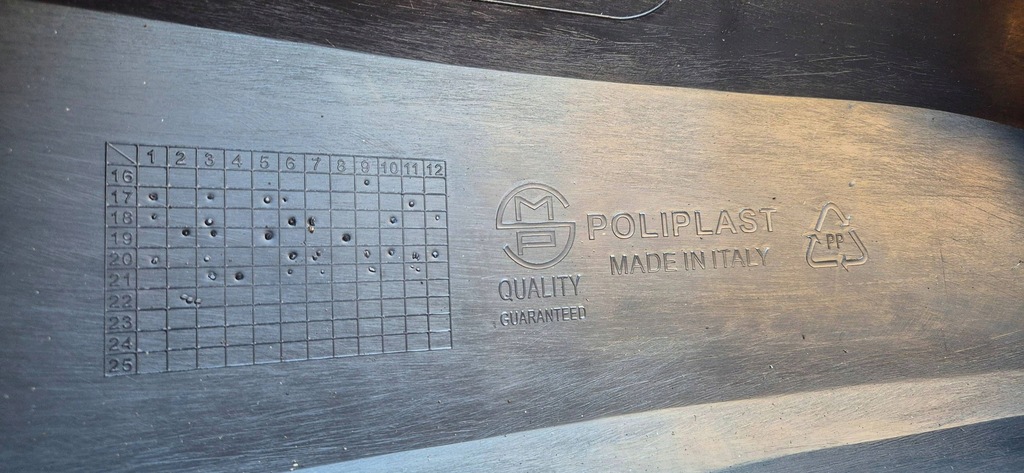 1 2 3 4 5 6 7 8 9 10 11 12
16
17
18
19
20
21
22
23
24
25
MP
POLIPLAST
MADE IN ITALY
PP
QUALITY
GUARANTEED